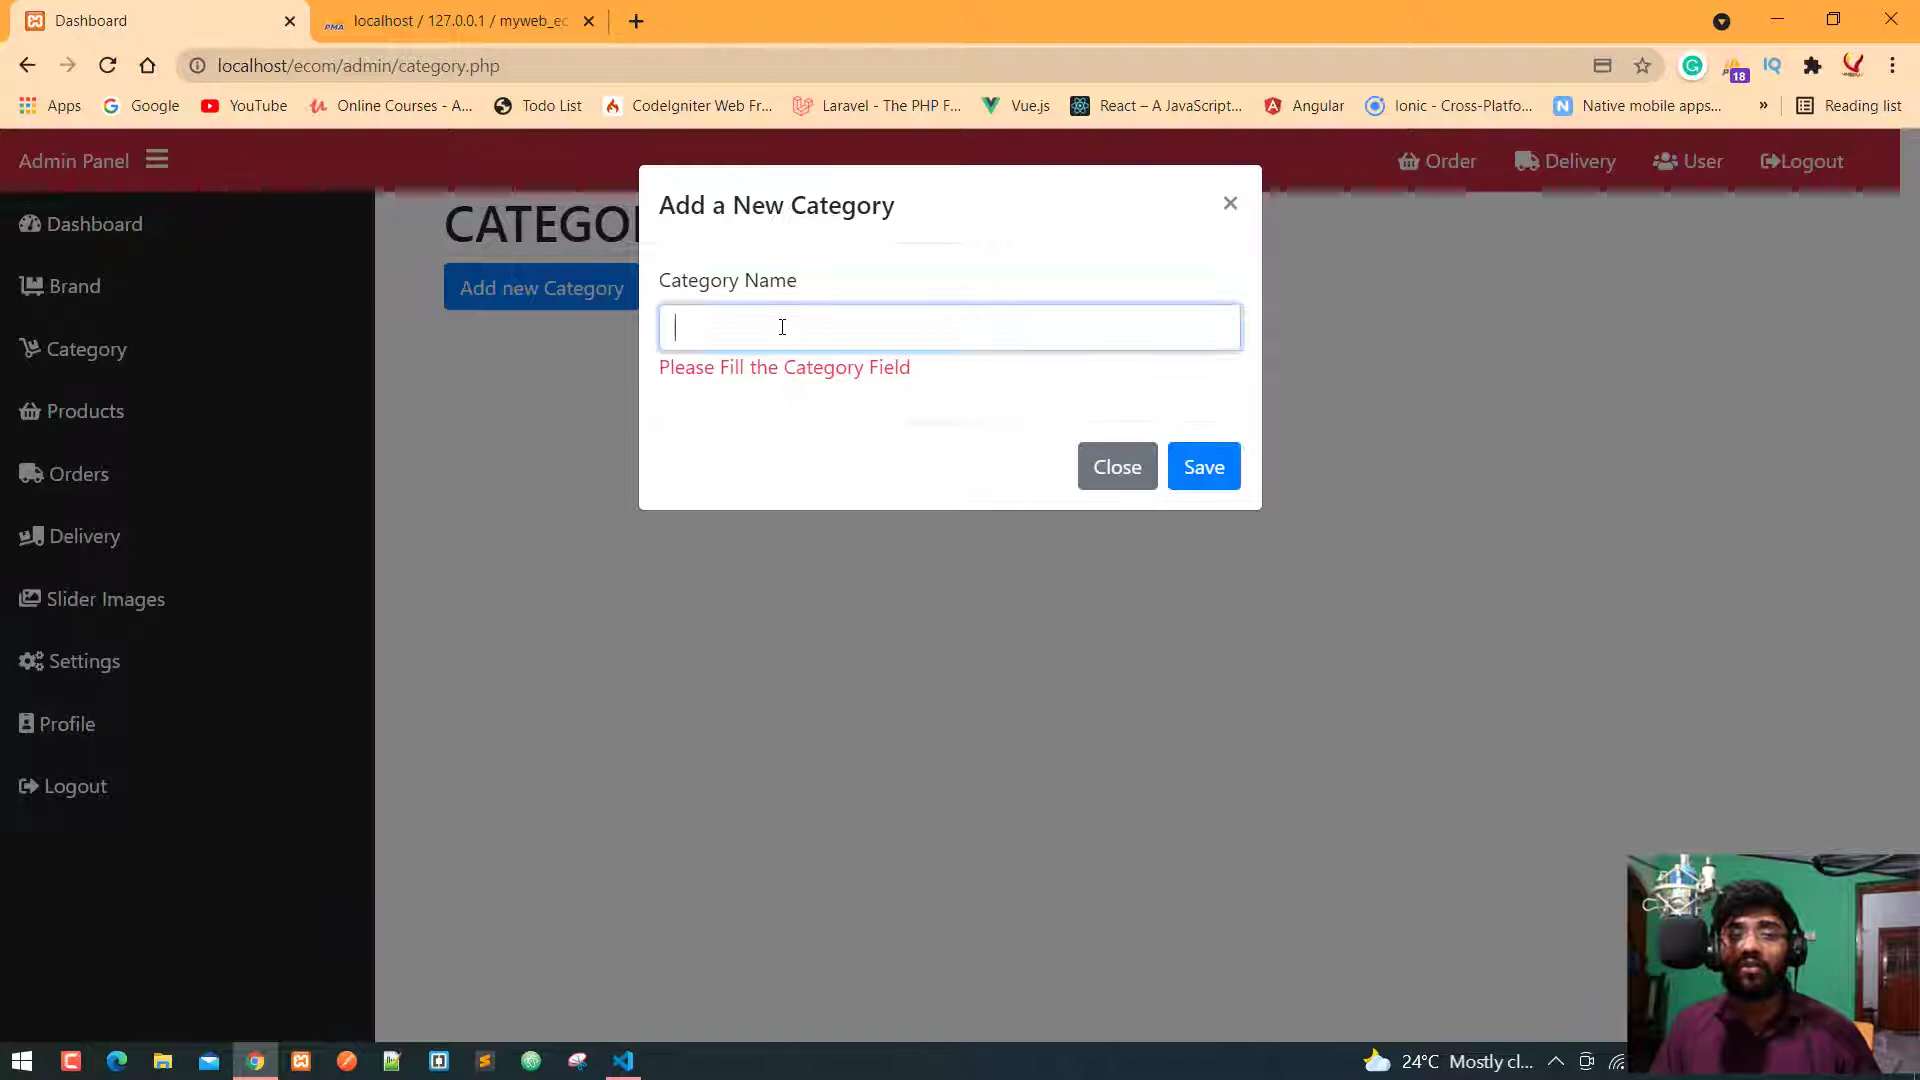 Dashboard
localhost / 127.0.0.1 / myweb_ec
PMA
localhost/ecom/admin/category.php
18
IQ
Apps
Google
YouTube
Online Courses - A...
Todo List
CodeIgniter Web Fr...
Laravel - The PHP F...
Vue.js
React – A JavaScript...
Angular
Ionic - Cross-Platfo...
N
Native mobile apps...
»
Reading list
Admin Panel
Order
Delivery
User
Logout
Dashboard
Brand
Category
Products
Orders
Delivery
Slider Images
Settings
Profile
Logout
CATEGO
Add new Category
Add a New Category
×
Category Name
Please Fill the Category Field
Close
Save
24°C Mostly cl...